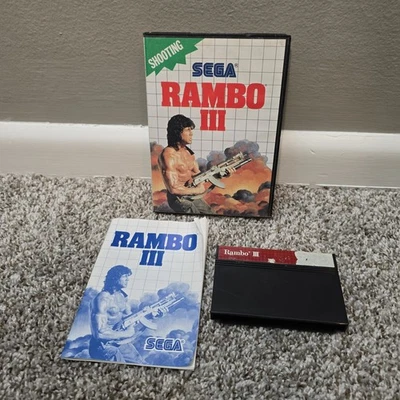 SHOOTING
SEGA®
RAMBO
III
RAMBO
III
SEGA
Rambo® III